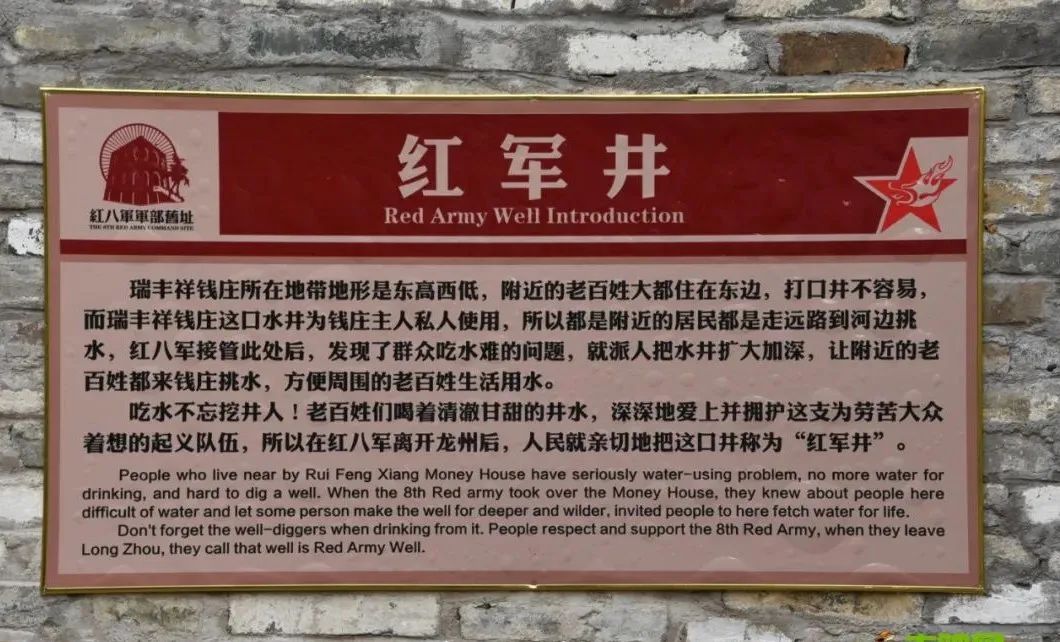 红军井
Red Army Well Introduction
紅八軍軍部舊址
THE 8TH RED ARMY COMMAND SITE
瑞丰祥钱庄所在地带地形是东高西低，附近的老百姓大都住在东边，打口井不容易，
而瑞丰祥钱庄这口水井为钱庄主人私人使用，所以都是附近的居民都是走远路到河边挑
水，红八军接管此处后，发现了群众吃水难的问题，就派人把水井扩大加深，让附近的老
百姓都来钱庄挑水，方便周围的老百姓生活用水。
吃水不忘挖井人！老百姓们喝着清澈甘甜的井水，深深地爱上并拥护这支为劳苦大众
着想的起义队伍，所以在红八军离开龙州后，人民就亲切地把这口井称为“红军井”。
People who live near by Rui Feng Xiang Money House have seriously water-using problem, no more water for
drinking, and hard to dig a well. When the 8th Red army took over the Money House, they knew about people here
difficult of water and let some person make the well for deeper and wilder, invited people to here fetch water for life.
Don't forget the well-diggers when drinking from it. People respect and support the 8th Red Army, when they leave
Long Zhou, they call that well is Red Army Well.